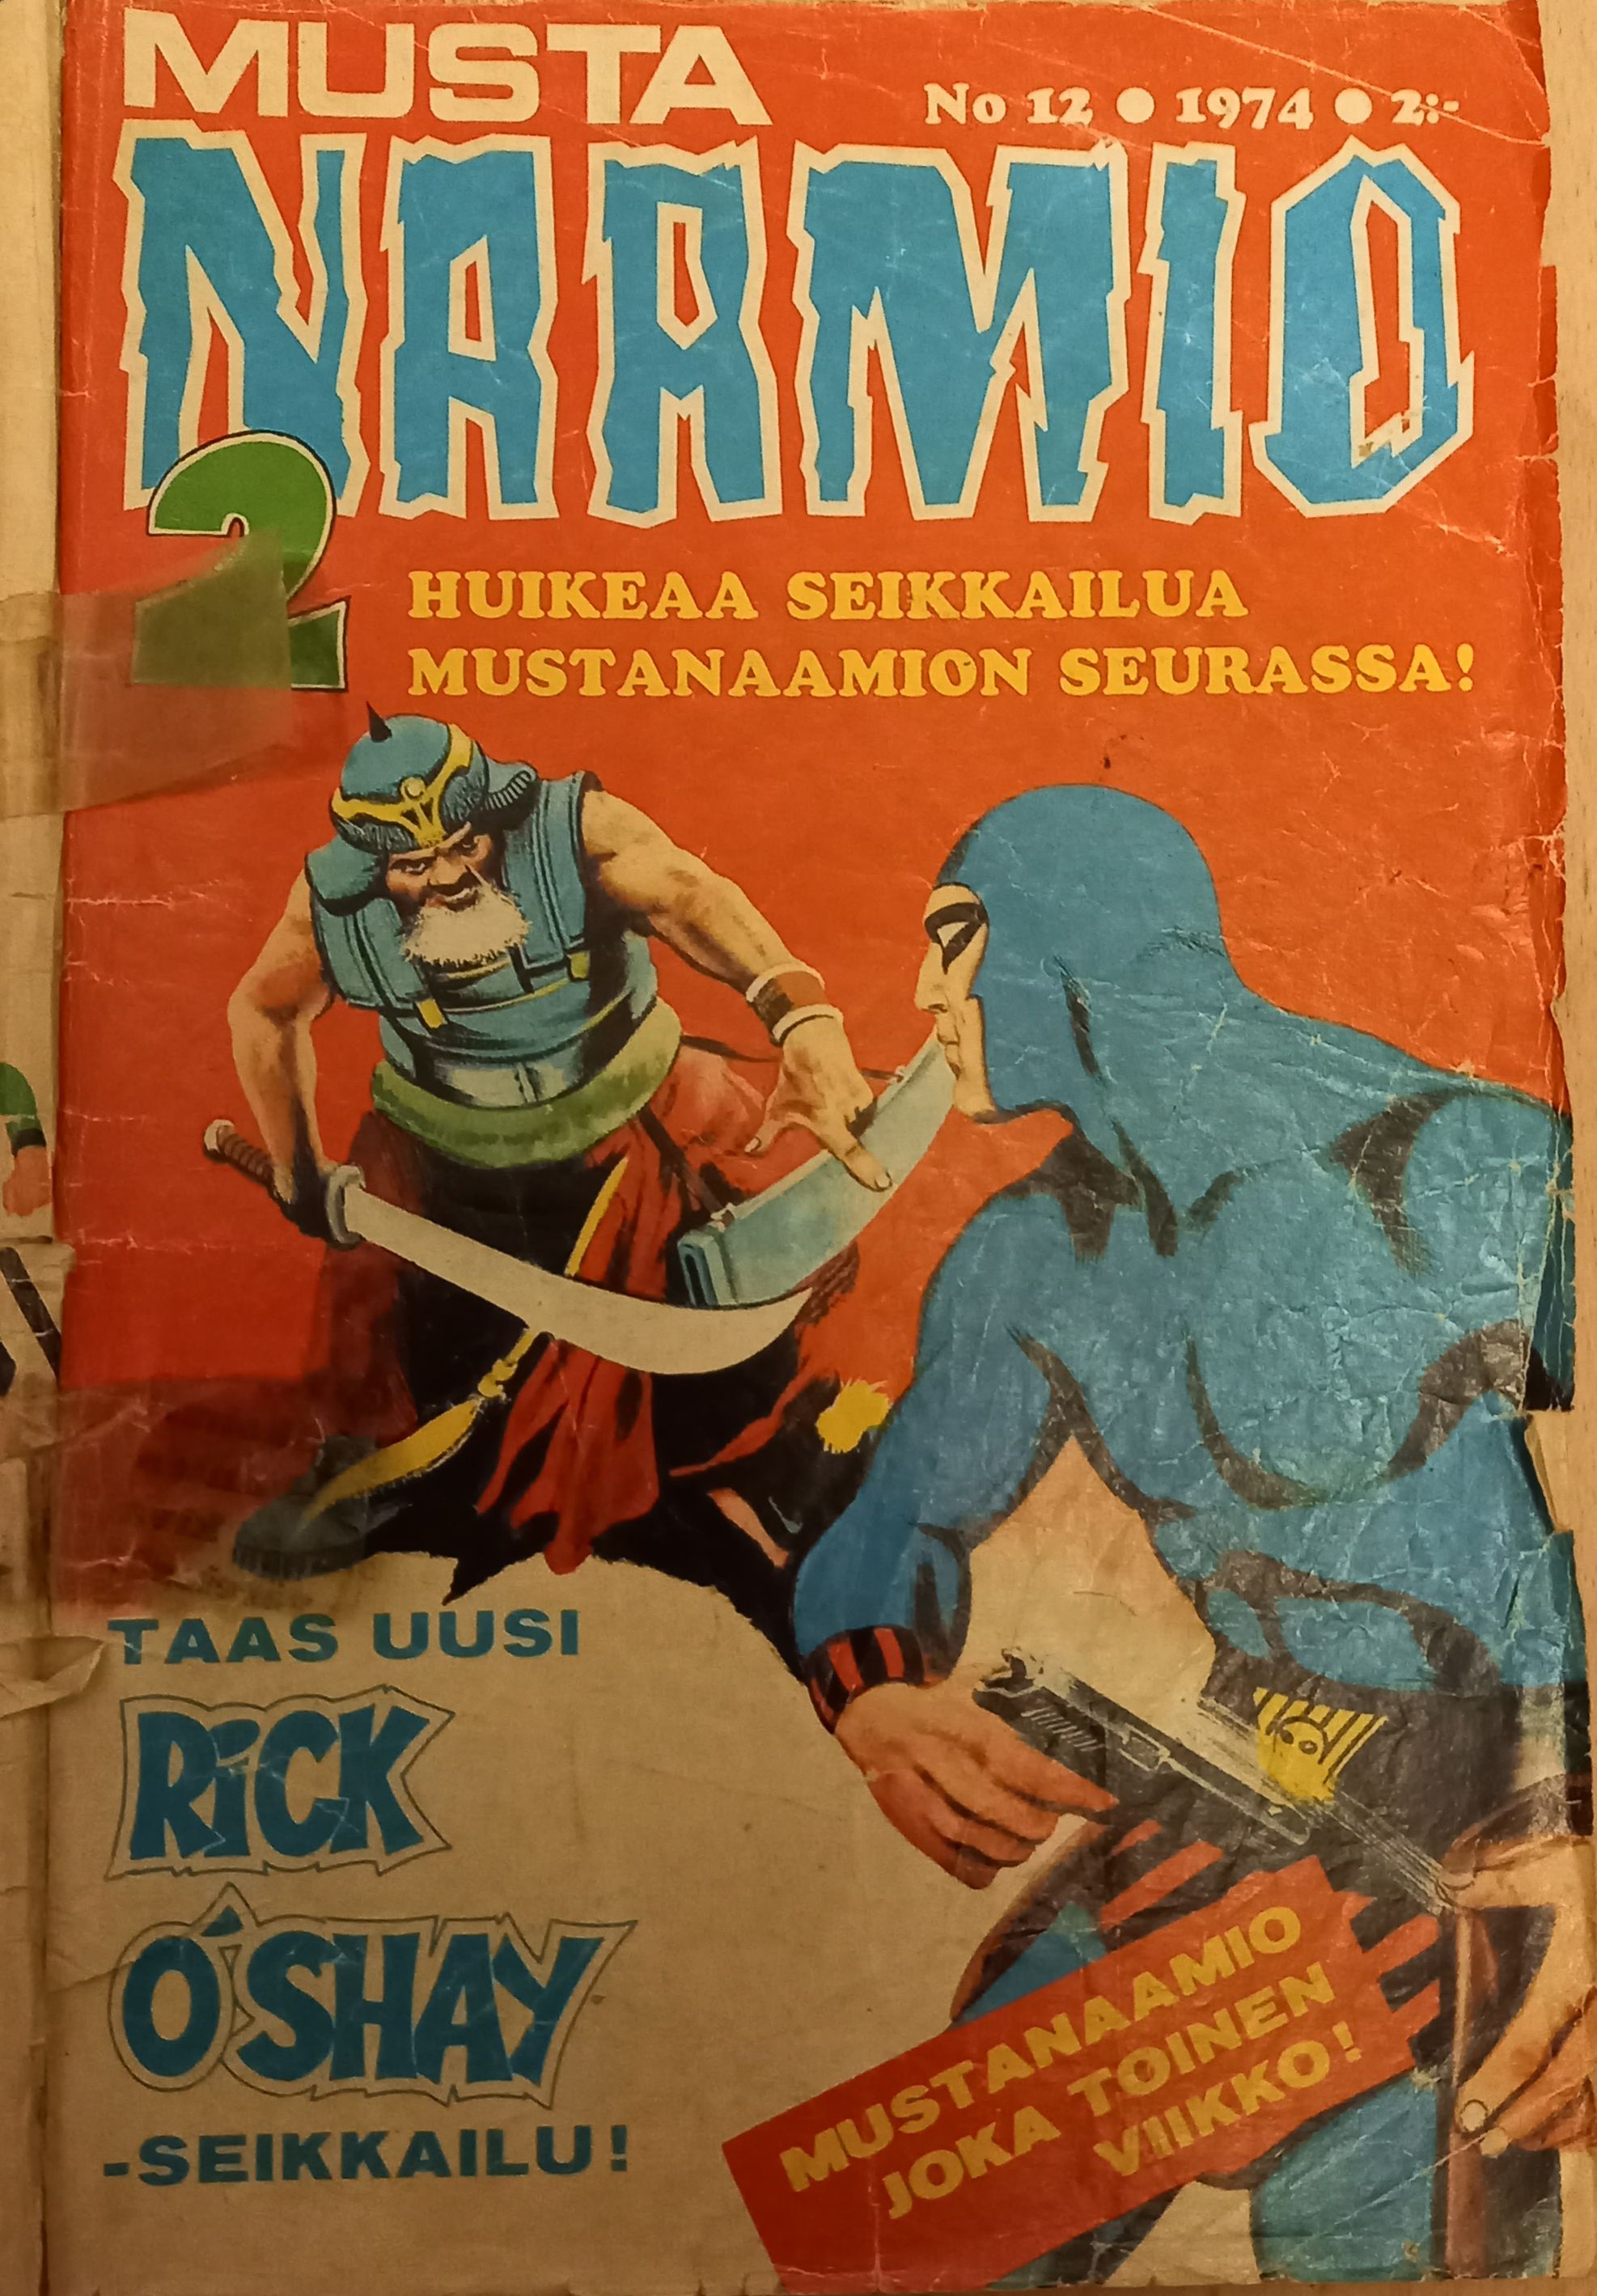 MUSTA
No 12 ● 1974 ● 2:-
NAAMIO
2 HUIKEAA SEIKKAILUA
MUSTANAAMION SEURASSA!
TAAS UUSI
RiCK
O'SHAY
-SEIKKAILU!
MUSTANAAMIO
JOKA TOINEN
VIIKKO!